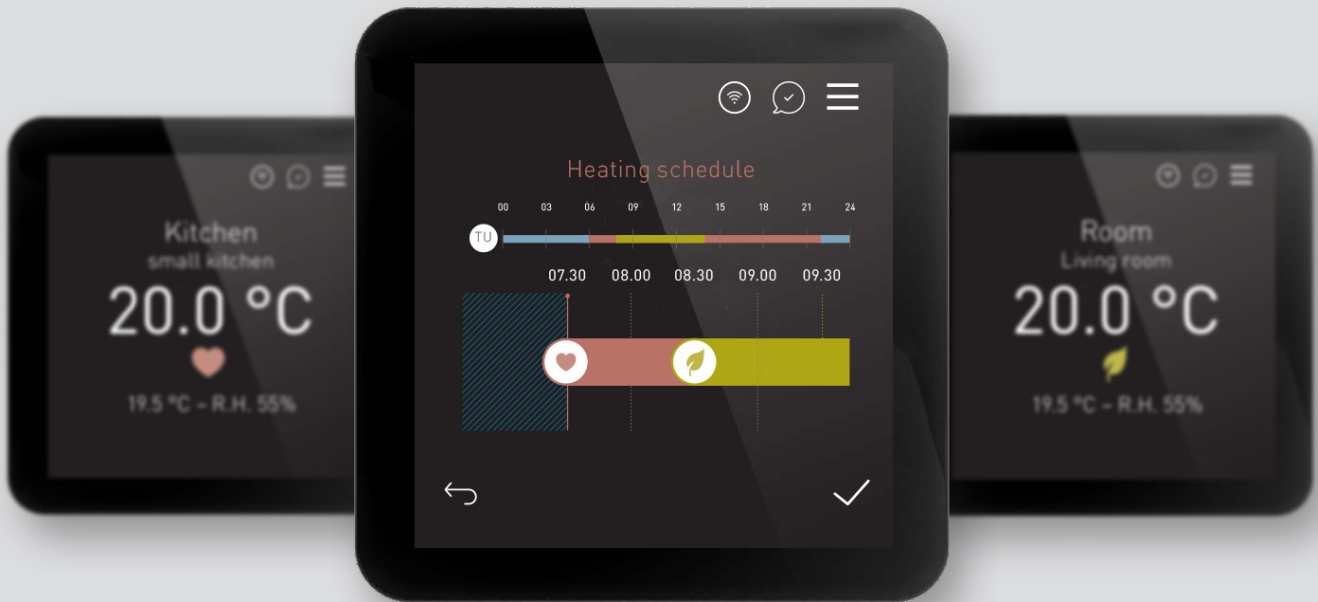 Kitchen
small kitchen
20.0 °C
19.5 °C – R.H. 55%
Heating schedule
00 03 06 09 12 15 18 21 24
TU
07.30 08.00 08.30 09.00 09.30
Room
Living room
20.0 °C
19.5 °C – R.H. 55%